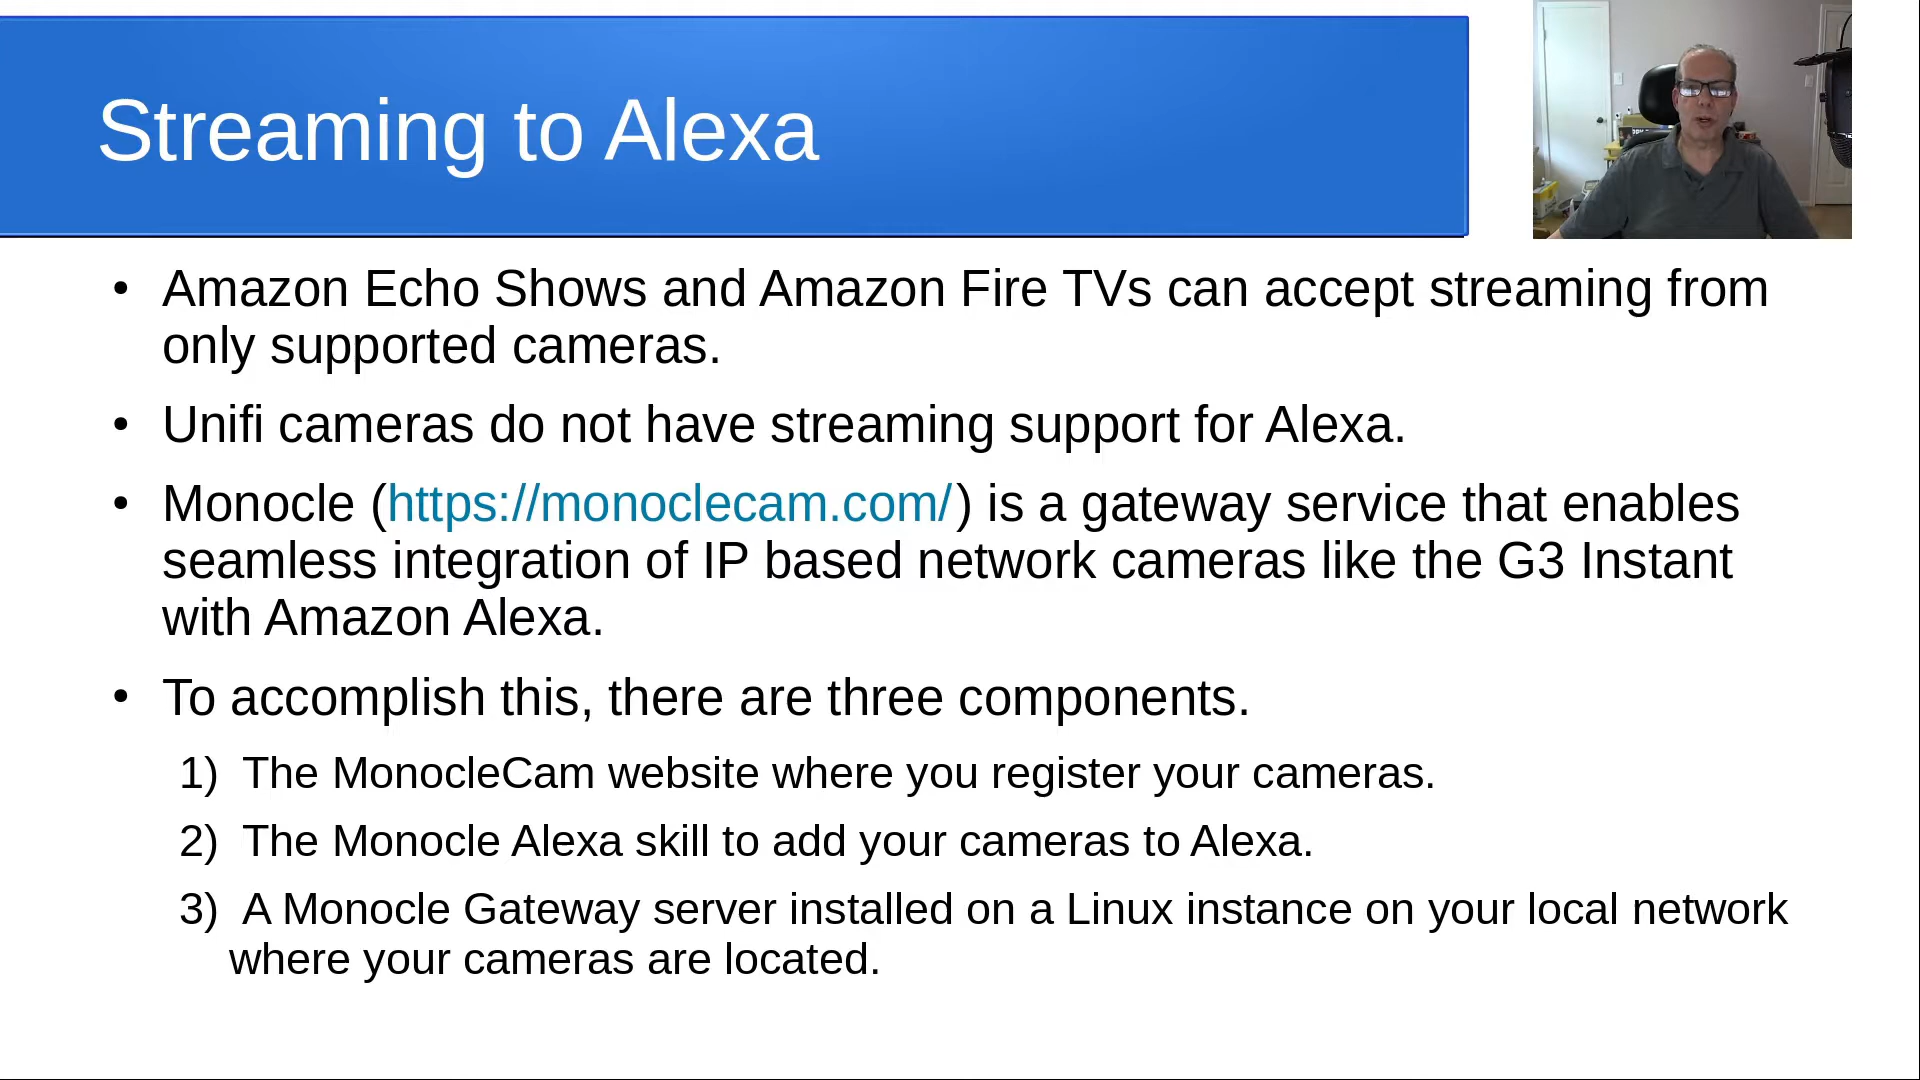 Streaming to Alexa
• Amazon Echo Shows and Amazon Fire TVs can accept streaming from
only supported cameras.
• Unifi cameras do not have streaming support for Alexa.
• Monocle (https://monoclecam.com/) is a gateway service that enables
seamless integration of IP based network cameras like the G3 Instant
with Amazon Alexa.
• To accomplish this, there are three components.
1) The MonocleCam website where you register your cameras.
2) The Monocle Alexa skill to add your cameras to Alexa.
3) A Monocle Gateway server installed on a Linux instance on your local network
where your cameras are located.